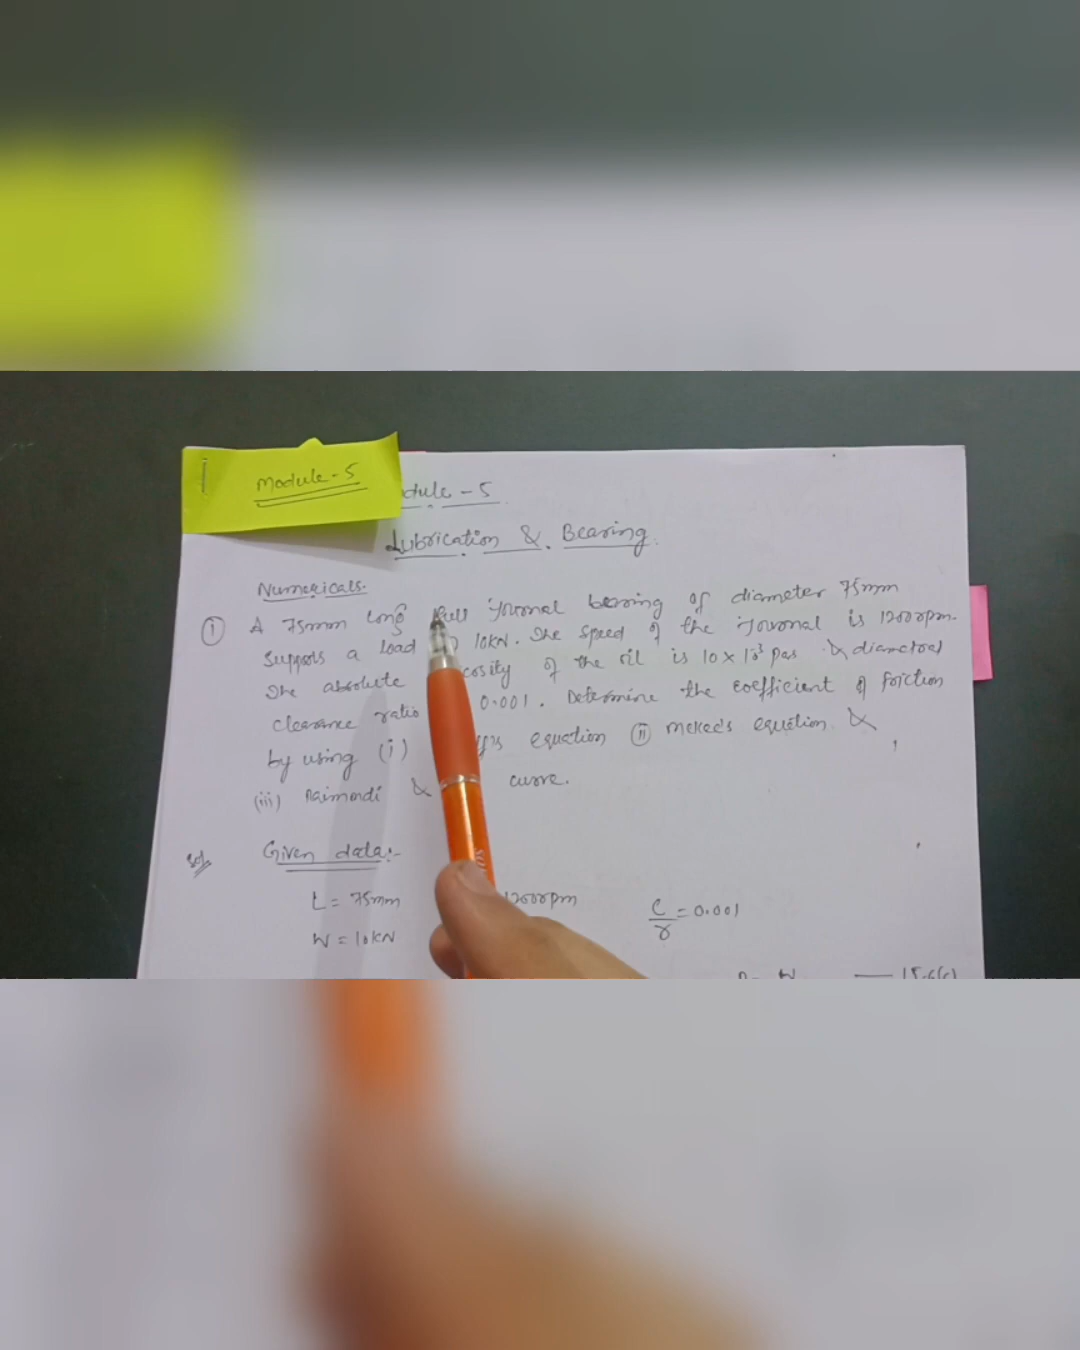 Module - 5
dule - 5
Lubrication & Bearing.
Numericals.
① A 75mm long full Journal bearing of diameter 75mm
supports a load 10kN. The speed of the journal is 1200rpm.
The absolute cosity of the oil is 10 x 10³ Pas & diametral
clearance ratio 0.001. Determine the coefficient of friction
by using (i) equation (ii) mckee's equation &
(iii) Raimondi & curve.
Sol. Given data:-
L = 75mm 1200rpm C/r = 0.001
W = 10kN